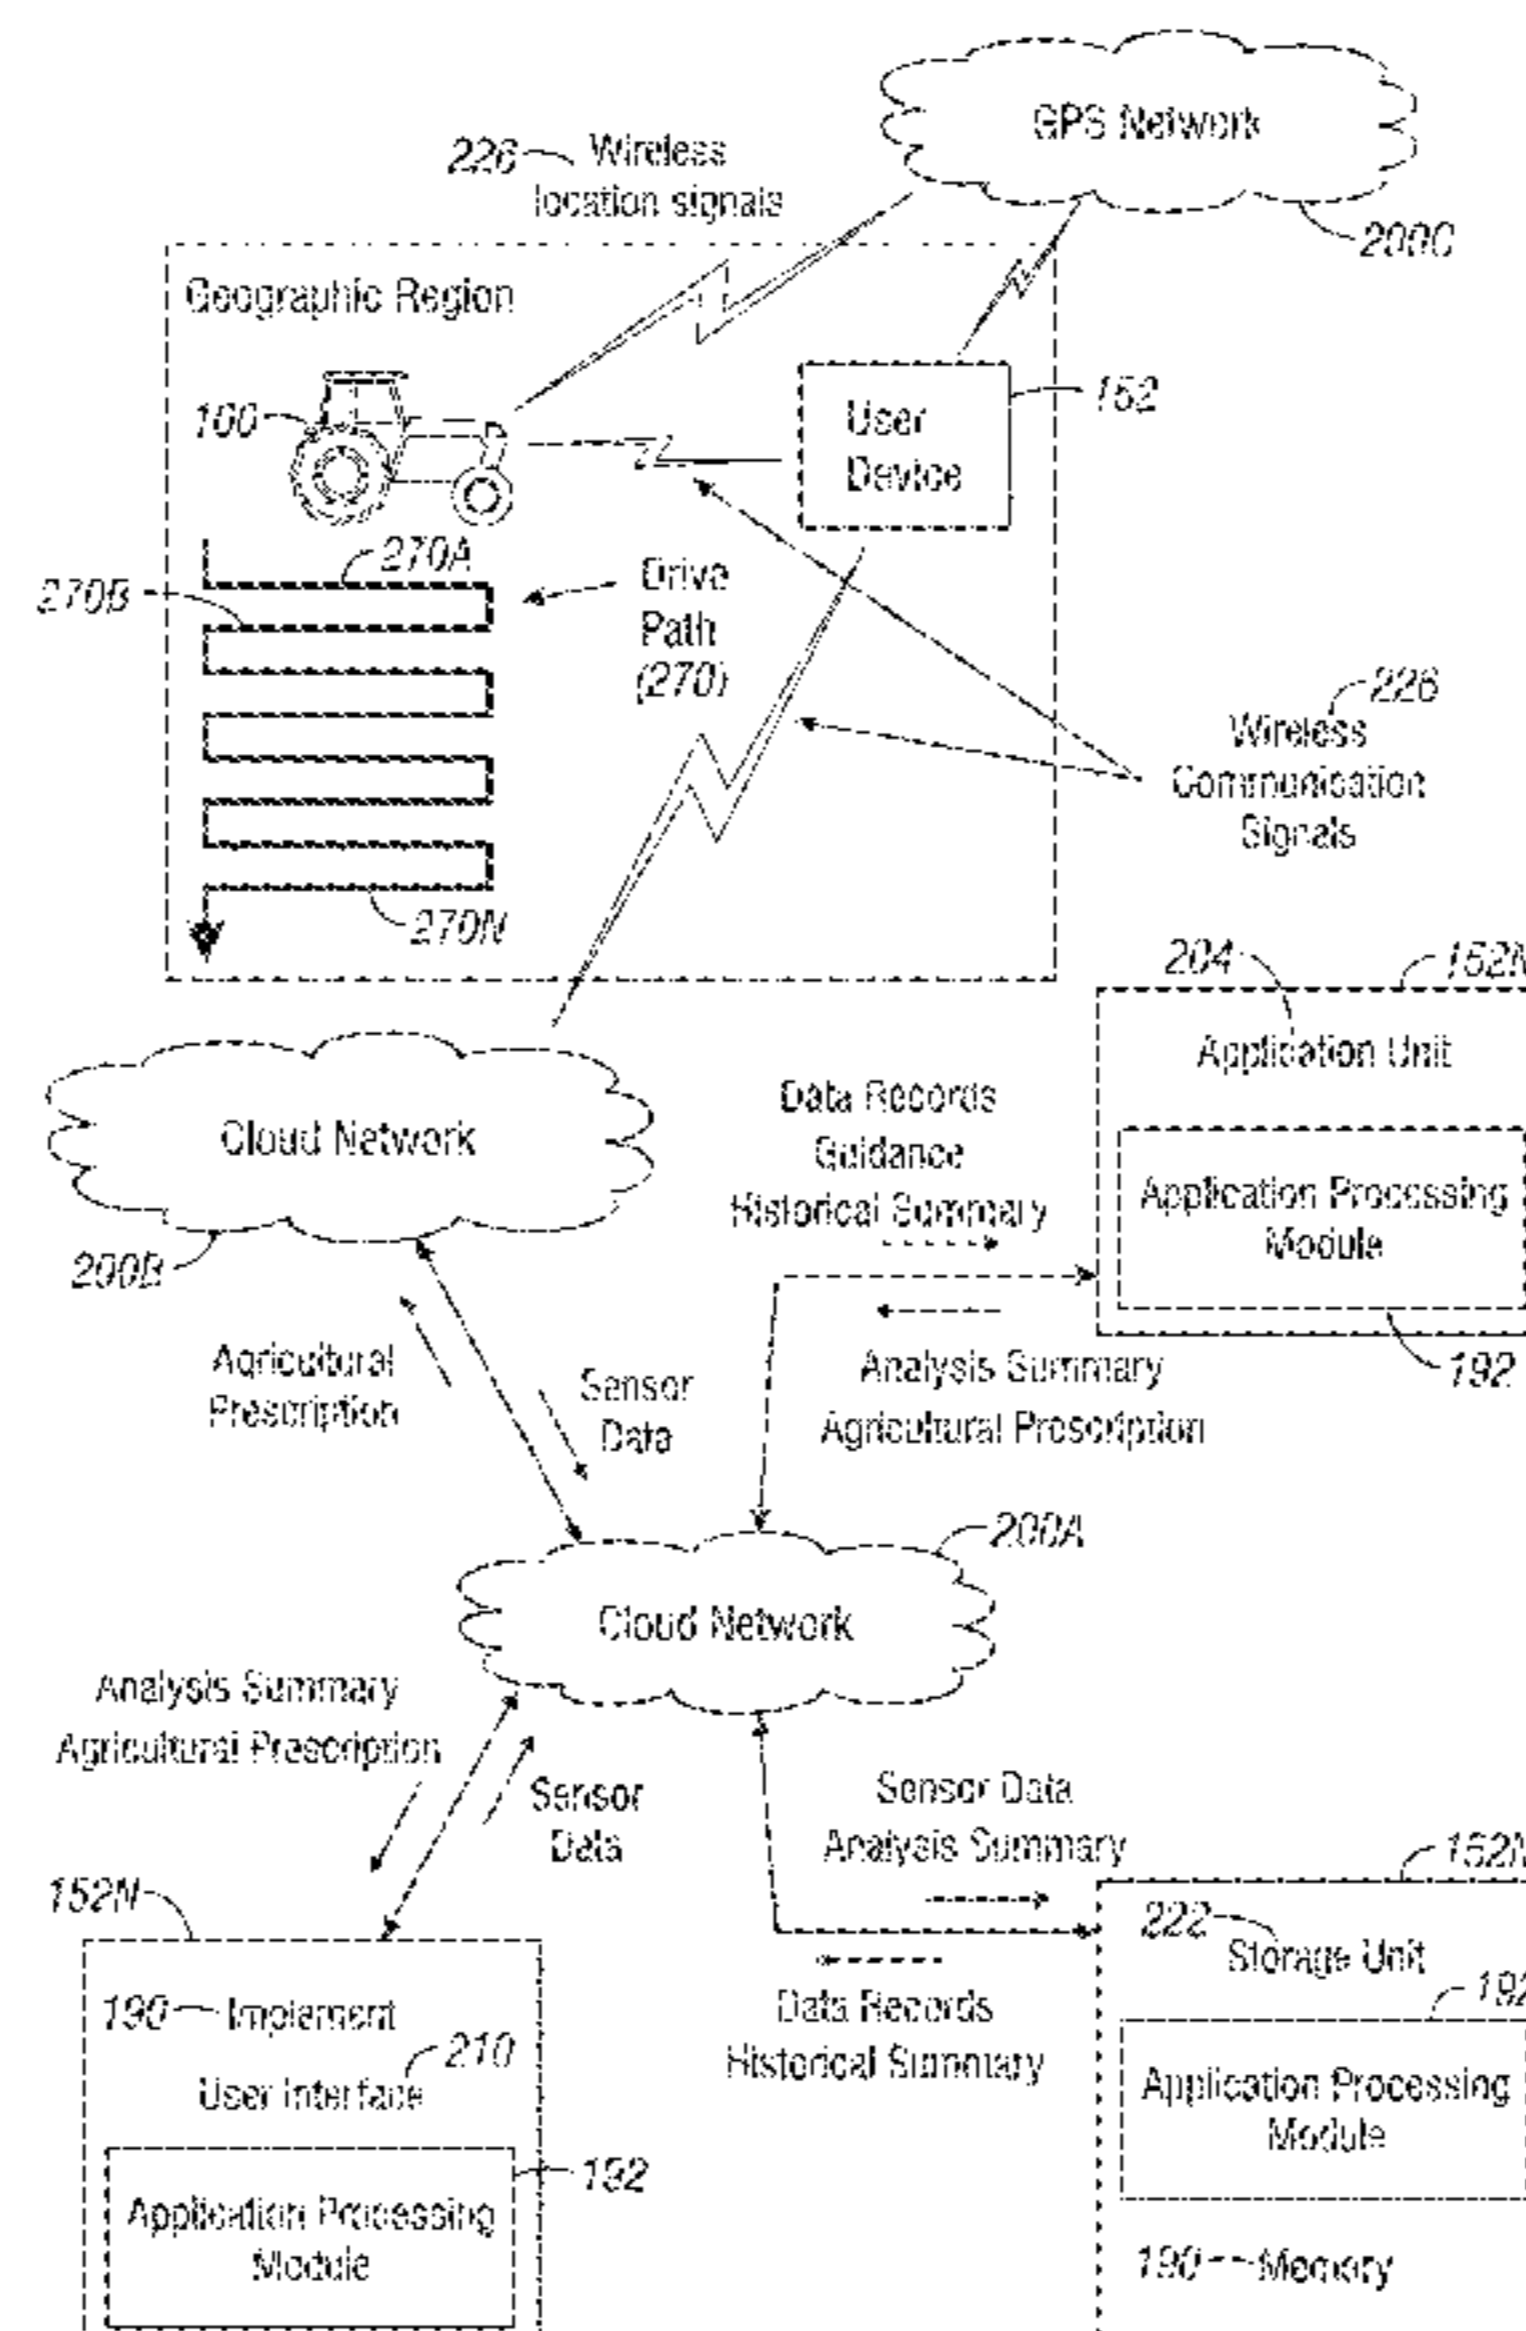 GPS Network
226
Wireless
location signals
200C
Geographic Region
100
152
User
Device
270A
270B
Drive
Path
(270)
226
Wireless
Communication
Signals
270N
204
152N
Application Unit
Cloud Network
Data Records
Guidance
Historical Summary
Application Processing
Module
200B
192
Agricultural
Prescription
Sensor
Data
Analysis Summary
Agricultural Prescription
200A
Cloud Network
Analysis Summary
Agricultural Prescription
Sensor
Data
Sensor Data
Analysis Summary
152N
152N
222
Storage Unit
192
190
Implement
Data Records
Historical Summary
210
User Interface
Application Processing
Module
192
Application Processing
Module
190
Memory